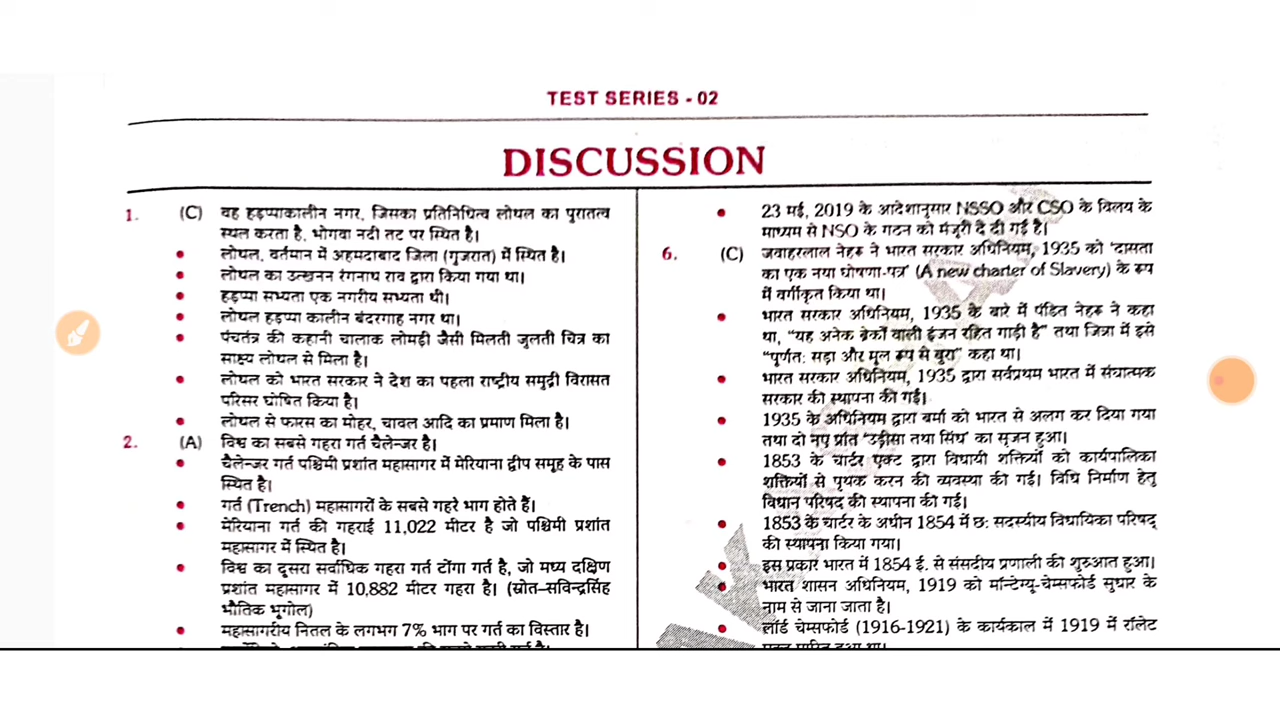 TEST SERIES - 02
DISCUSSION
1. (C) वह हड़प्पाकालीन नगर, जिसका प्रतिनिधित्व लोथल का पुरातत्व
स्थल करता है, भोगवा नदी तट पर स्थित है।
• लोथल, वर्तमान में अहमदाबाद जिला (गुजरात) में स्थित है।
• लोथल का उत्खनन रंगनाथ राव द्वारा किया गया था।
• हड़प्पा सभ्यता एक नगरीय सभ्यता थी।
• लोथल हड़प्पा कालीन बंदरगाह नगर था।
• पंचतंत्र की कहानी चालाक लोमड़ी जैसी मिलती जुलती चित्र का
साक्ष्य लोथल से मिला है।
• लोथल को भारत सरकार ने देश का पहला राष्ट्रीय समुद्री विरासत
परिसर घोषित किया है।
• लोथल से फारस का मोहर, चावल आदि का प्रमाण मिला है।
2. (A) विश्व का सबसे गहरा गर्त चैलेन्जर है।
• चैलेन्जर गर्त पश्चिमी प्रशांत महासागर में मेरियाना द्वीप समूह के पास
स्थित है।
• गर्त (Trench) महासागरों के सबसे गहरे भाग होते हैं।
• मेरियाना गर्त की गहराई 11,022 मीटर है जो पश्चिमी प्रशांत
महासागर में स्थित है।
• विश्व का दुसरा सर्वाधिक गहरा गर्त टोंगा गर्त है, जो मध्य दक्षिण
प्रशांत महासागर में 10,882 मीटर गहरा है। (स्रोत–सविन्द्रसिंह
भौतिक भूगोल)
• महासागरीय नितल के लगभग 7% भाग पर गर्त का विस्तार है।
• 23 मई, 2019 के आदेशानुसार NSSO और CSO के विलय के
माध्यम से NSO के गठन को मंजूरी दे दी गई है।
6. (C) जवाहरलाल नेहरू ने भारत सरकार अधिनियम, 1935 को 'दासता
का एक नया घोषणा-पत्र' (A new charter of Slavery) के रूप
में वर्गीकृत किया था।
• भारत सरकार अधिनियम, 1935 के बारे में पंडित नेहरू ने कहा
था, "यह अनेक ब्रेकों वाली इंजन रहित गाड़ी है" तथा जिन्ना में इसे
"पूर्णत: सड़ा और मूल रूप से बुरा" कहा था।
• भारत सरकार अधिनियम, 1935 द्वारा सर्वप्रथम भारत में संघात्मक
सरकार की स्थापना की गई।
• 1935 के अधिनियम द्वारा बर्मा को भारत से अलग कर दिया गया
तथा दो नए प्रांत 'उड़ीसा तथा सिंध' का सृजन हुआ।
• 1853 के चार्टर एक्ट द्वारा विधायी शक्तियों को कार्यपालिका
शक्तियों से पृथक करन की व्यवस्था की गई। विधि निर्माण हेतु
विधान परिषद की स्थापना की गई।
• 1853 के चार्टर के अधीन 1854 में छ: सदस्यीय विधायिका परिषद्
की स्थापना किया गया।
• इस प्रकार भारत में 1854 ई. से संसदीय प्रणाली की शुरुआत हुआ।
• भारत शासन अधिनियम, 1919 को मॉन्टेग्यू-चेम्सफोर्ड सुधार के
नाम से जाना जाता है।
• लॉर्ड चेम्सफोर्ड (1916-1921) के कार्यकाल में 1919 में रॉलेट